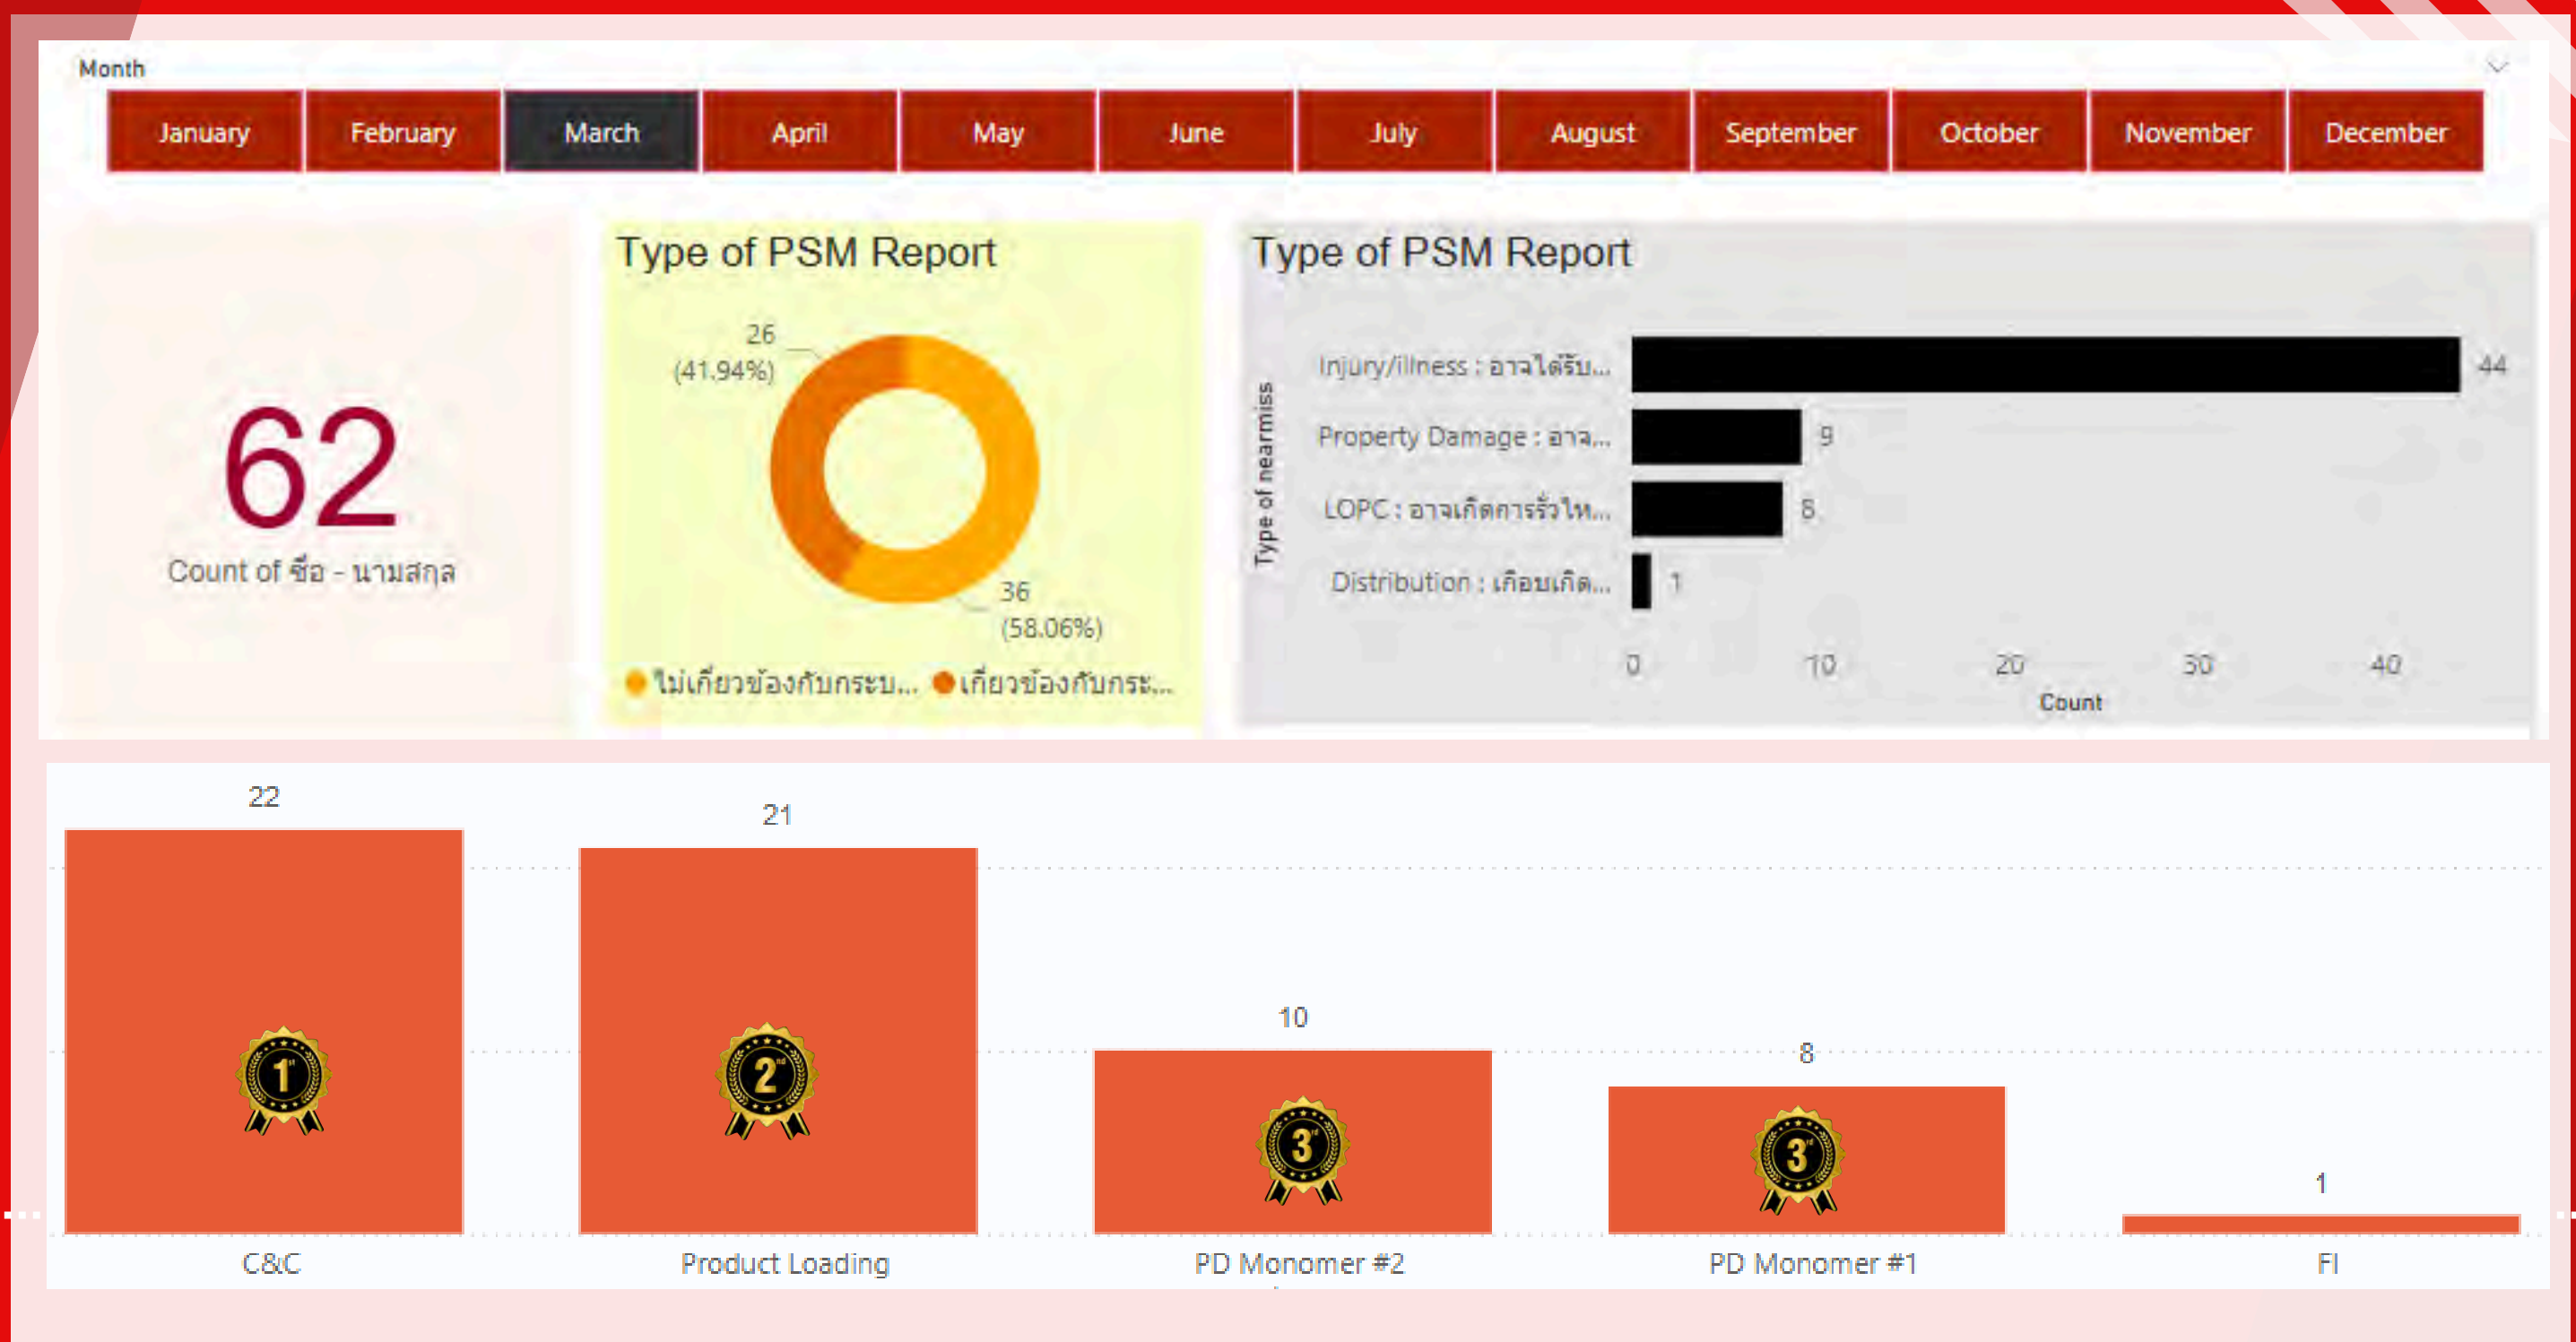 Month
January February March April May June July August September October November December
62
Count of ชื่อ - นามสกุล
Type of PSM Report
26
(41.94%)
36
(58.06%)
ไม่เกี่ยวข้องกับกระบ... เกี่ยวข้องกับกระ...
Type of PSM Report
Type of nearmiss
Injury/illness : อาจได้รับ... 44
Property Damage : อาจ... 9
LOPC : อาจเกิดการรั่วไห... 8
Distribution : เกือบเกิด... 1
0 10 20 30 40
Count
22
21
10
8
1
1st
2nd
3rd
3rd
C&C
Product Loading
PD Monomer #2
PD Monomer #1
FI